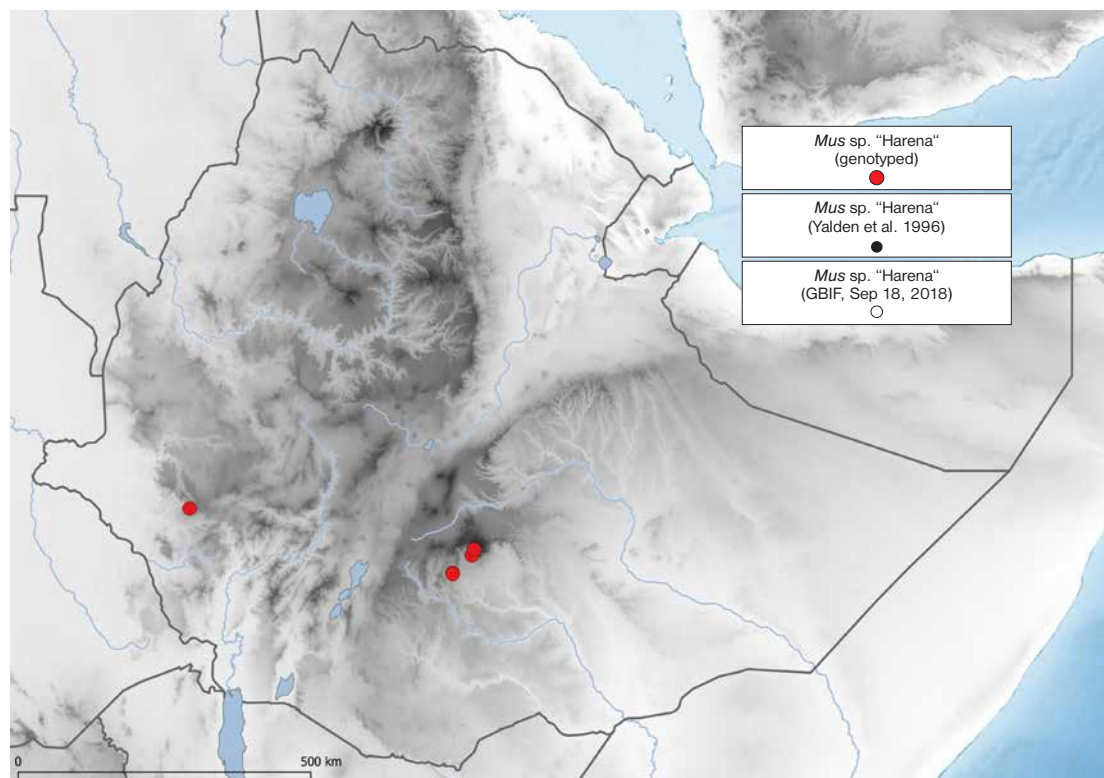 Mus sp. “Harena“
(genotyped)
Mus sp. “Harena“
(Yalden et al. 1996)
Mus sp. “Harena“
(GBIF, Sep 18, 2018)
0 500 km